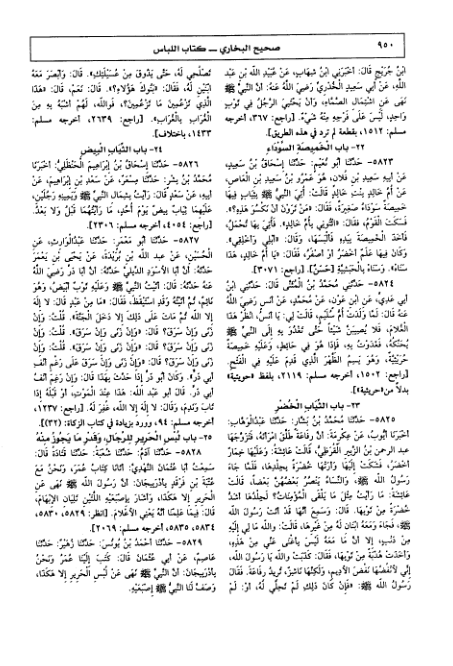 ٩٥٠
صحيح البخاري ـ كتاب اللباس
ابْنُ جُرَيْجٍ قَالَ: أَخْبَرَنِي ابْنُ شِهَابٍ، عَنْ عُبَيْدِ اللَّهِ بْنِ عَبْدِ
اللَّهِ، عَنْ أَبِي سَعِيدٍ الْخُدْرِيِّ رَضِيَ اللَّهُ عَنْهُ أَنَّهُ قَالَ: نَهَى النَّبِيُّ ﷺ
عَنِ اشْتِمَالِ الصَّمَّاءِ، وَأَنْ يَحْتَبِيَ الرَّجُلُ فِي ثَوْبٍ
وَاحِدٍ لَيْسَ عَلَى فَرْجِهِ مِنْهُ شَيْءٌ. [راجع: ٣٦٧، أخرجه
مسلم: ١٥١٢، بقطعة لم ترد في هذه الطريق].
٢٢- باب الْخَمِيصَةِ السَّوْدَاءِ
٥٨٢٣- حَدَّثَنَا أَبُو نُعَيْمٍ: حَدَّثَنَا إِسْحَاقُ بْنُ سَعِيدٍ،
عَنْ أَبِيهِ سَعِيدِ بْنِ فُلَانٍ، هُوَ عَمْرُو بْنُ سَعِيدِ بْنِ الْعَاصِ،
عَنْ أُمِّ خَالِدٍ بِنْتِ خَالِدٍ قَالَتْ: أُتِيَ النَّبِيُّ ﷺ بِثِيَابٍ فِيهَا
خَمِيصَةٌ سَوْدَاءُ صَغِيرَةٌ، فَقَالَ: «مَنْ تَرَوْنَ أَنْ نَكْسُوَ هَذِهِ؟».
فَسَكَتَ الْقَوْمُ، فَقَالَ: «ائْتُونِي بِأُمِّ خَالِدٍ». فَأُتِيَ بِهَا تُحْمَلُ،
فَأَخَذَ الْخَمِيصَةَ بِيَدِهِ فَأَلْبَسَهَا، وَقَالَ: «أَبْلِي وَأَخْلِقِي».
وَكَانَ فِيهَا عَلَمٌ أَخْضَرُ أَوْ أَصْفَرُ، فَقَالَ: «يَا أُمَّ خَالِدٍ، هَذَا
سَنَاه». وَسَنَاهْ بِالْحَبَشِيَّةِ [حَسَنٌ]. [راجع: ٣٠٧١].
٥٨٢٤- حَدَّثَنِي مُحَمَّدُ بْنُ الْمُثَنَّى قَالَ: حَدَّثَنِي ابْنُ
أَبِي عَدِيٍّ، عَنِ ابْنِ عَوْنٍ، عَنْ مُحَمَّدٍ، عَنْ أَنَسٍ رَضِيَ اللَّهُ
عَنْهُ قَالَ: لَمَّا وَلَدَتْ أُمُّ سُلَيْمٍ، قَالَتْ لِي: يَا أَنَسُ، انْظُرْ هَذَا
الْغُلَامَ، فَلَا يُصِيبَنَّ شَيْئًا حَتَّى تَغْدُوَ بِهِ إِلَى النَّبِيِّ ﷺ
يُحَنِّكُهُ، فَغَدَوْتُ بِهِ، فَإِذَا هُوَ فِي حَائِطٍ، وَعَلَيْهِ خَمِيصَةٌ
حُرَيْثِيَّةٌ، وَهُوَ يَسِمُ الظَّهْرَ الَّذِي قَدِمَ عَلَيْهِ فِي الْفَتْحِ.
[راجع: ١٥٠٢، أخرجه مسلم: ٢١١٩، بلفظ «حويتية»
بدلاً من «حريثية»].
٢٣- باب الثِّيَابِ الْخُضْرِ
٥٨٢٥- حَدَّثَنَا مُحَمَّدُ بْنُ بَشَّارٍ: حَدَّثَنَا عَبْدُ الْوَهَّابِ:
أَخْبَرَنَا أَيُّوبُ، عَنْ عِكْرِمَةَ: أَنَّ رِفَاعَةَ طَلَّقَ امْرَأَتَهُ، فَتَزَوَّجَهَا
عَبْدُ الرحمنِ بْنُ الزَّبِيرِ الْقُرَظِيُّ، قَالَتْ عَائِشَةُ: وَعَلَيْهَا خِمَارٌ
أَخْضَرُ، فَشَكَتْ إِلَيْهَا وَأَرَتْهَا خُضْرَةً بِجِلْدِهَا، فَلَمَّا جَاءَ
رَسُولُ اللَّهِ ﷺ، وَالنِّسَاءُ يَنْصُرُ بَعْضُهُنَّ بَعْضًا، قَالَتْ
عَائِشَةُ: مَا رَأَيْتُ مِثْلَ مَا يَلْقَى الْمُؤْمِنَاتُ؟ لَجِلْدُهَا أَشَدُّ
خُضْرَةً مِنْ ثَوْبِهَا. قَالَ: وَسَمِعَ أَنَّهَا قَدْ أَتَتْ رَسُولَ اللَّهِ
ﷺ، فَجَاءَ وَمَعَهُ ابْنَانِ لَهُ مِنْ غَيْرِهَا، قَالَتْ: وَاللَّهِ مَا لِي إِلَيْهِ
مِنْ ذَنْبٍ، إِلَّا أَنَّ مَا مَعَهُ لَيْسَ بِأَغْنَى عَنِّي مِنْ هَذِهِ،
وَأَخَذَتْ هُدْبَةً مِنْ ثَوْبِهَا، فَقَالَ: كَذَبَتْ وَاللَّهِ يَا رَسُولَ اللَّهِ،
إِنِّي لَأَنْفُضُهَا نَفْضَ الْأَدِيمِ، وَلَكِنَّهَا نَاشِزٌ، تُرِيدُ رِفَاعَةَ، فَقَالَ
رَسُولُ اللَّهِ ﷺ: «فَإِنْ كَانَ ذَلِكِ لَمْ تَحِلِّي لَهُ، أَوْ: لَمْ
تَصْلُحِي لَهُ، حَتَّى يَذُوقَ مِنْ عُسَيْلَتِكِ». قَالَ: وَأَبْصَرَ مَعَهُ
ابْنَيْنِ لَهُ، فَقَالَ: «بَنُوكَ هَؤُلَاءِ؟». قَالَ: نَعَمْ، قَالَ: «هَذَا
الَّذِي تَزْعُمِينَ مَا تَزْعُمِينَ؟، فَوَاللَّهِ، لَهُمْ أَشْبَهُ بِهِ مِنَ
الْغُرَابِ بِالْغُرَابِ». [راجع: ٢٦٣٩، أخرجه مسلم:
١٤٣٣، باختلاف].
٢٤- باب الثِّيَابِ الْبِيضِ
٥٨٢٦- حَدَّثَنَا إِسْحَاقُ بْنُ إِبْرَاهِيمَ الْحَنْظَلِيُّ: أَخْبَرَنَا
مُحَمَّدُ بْنُ بِشْرٍ: حَدَّثَنَا مِسْعَرٌ، عَنْ سَعْدِ بْنِ إِبْرَاهِيمَ، عَنْ
أَبِيهِ، عَنْ سَعْدٍ قَالَ: رَأَيْتُ بِشِمَالِ النَّبِيِّ ﷺ وَيَمِينِهِ رَجُلَيْنِ،
عَلَيْهِمَا ثِيَابٌ بِيضٌ يَوْمَ أُحُدٍ، مَا رَأَيْتُهُمَا قَبْلُ وَلَا بَعْدُ.
[راجع: ٤٠٥٤، أخرجه مسلم: ٢٣٠٦].
٥٨٢٧- حَدَّثَنَا أَبُو مَعْمَرٍ: حَدَّثَنَا عَبْدُ الْوَارِثِ، عَنِ
الْحُسَيْنِ، عَنْ عَبْدِ اللَّهِ بْنِ بُرَيْدَةَ، عَنْ يَحْيَى بْنِ يَعْمَرَ
حَدَّثَهُ: أَنَّ أَبَا الْأَسْوَدِ الدِّيلِيَّ حَدَّثَهُ: أَنَّ أَبَا ذَرٍّ رَضِيَ اللَّهُ
عَنْهُ حَدَّثَهُ قَالَ: أَتَيْتُ النَّبِيَّ ﷺ وَعَلَيْهِ ثَوْبٌ أَبْيَضُ، وَهُوَ
نَائِمٌ، ثُمَّ أَتَيْتُهُ وَقَدِ اسْتَيْقَظَ، فَقَالَ: «مَا مِنْ عَبْدٍ قَالَ: لَا إِلَهَ
إِلَّا اللَّهُ ثُمَّ مَاتَ عَلَى ذَلِكَ إِلَّا دَخَلَ الْجَنَّةَ». قُلْتُ: وَإِنْ
زَنَى وَإِنْ سَرَقَ؟ قَالَ: «وَإِنْ زَنَى وَإِنْ سَرَقَ». قُلْتُ: وَإِنْ
زَنَى وَإِنْ سَرَقَ؟ قَالَ: «وَإِنْ زَنَى وَإِنْ سَرَقَ». قُلْتُ: وَإِنْ
زَنَى وَإِنْ سَرَقَ؟ قَالَ: «وَإِنْ زَنَى وَإِنْ سَرَقَ عَلَى رَغْمِ أَنْفِ
أَبِي ذَرٍّ». وَكَانَ أَبُو ذَرٍّ إِذَا حَدَّثَ بِهَذَا قَالَ: وَإِنْ رَغِمَ أَنْفُ
أَبِي ذَرٍّ. قَالَ أَبُو عَبْدِ اللَّهِ: هَذَا عِنْدَ الْمَوْتِ، أَوْ قَبْلَهُ إِذَا
تَابَ وَنَدِمَ، وَقَالَ: لَا إِلَهَ إِلَّا اللَّهُ، غُفِرَ لَهُ. [راجع: ١٢٣٧،
أخرجه مسلم: ٩٤، وورد بزيادة في كتاب الزكاة: (٣٢)].
٢٥- باب لُبْسِ الْحَرِيرِ لِلرِّجَالِ، وَقَدْرِ مَا يَجُوزُ مِنْهُ
٥٨٢٨- حَدَّثَنَا آدَمُ: حَدَّثَنَا شُعْبَةُ: حَدَّثَنَا قَتَادَةُ قَالَ:
سَمِعْتُ أَبَا عُثْمَانَ النَّهْدِيَّ: أَتَانَا كِتَابُ عُمَرَ، وَنَحْنُ مَعَ
عُتْبَةَ بْنِ فَرْقَدٍ بِأَذْرَبِيجَانَ: أَنَّ رَسُولَ اللَّهِ ﷺ نَهَى عَنِ
الْحَرِيرِ إِلَّا هَكَذَا، وَأَشَارَ بِإِصْبَعَيْهِ اللَّتَيْنِ تَلِيَانِ الْإِبْهَامَ،
قَالَ: فِيمَا عَلِمْنَا أَنَّهُ يَعْنِي الْأَعْلَامَ. [انظر: ٥٨٢٩، ٥٨٣٠،
٥٨٣٤، ٥٨٣٥، أخرجه مسلم: ٢٠٦٩].
٥٨٢٩- حَدَّثَنَا أَحْمَدُ بْنُ يُونُسَ: حَدَّثَنَا زُهَيْرٌ: حَدَّثَنَا
عَاصِمٌ، عَنْ أَبِي عُثْمَانَ قَالَ: كَتَبَ إِلَيْنَا عُمَرُ وَنَحْنُ
بِأَذْرَبِيجَانَ: أَنَّ النَّبِيَّ ﷺ نَهَى عَنْ لُبْسِ الْحَرِيرِ إِلَّا هَكَذَا،
وَصَفَّ لَنَا النَّبِيُّ ﷺ إِصْبَعَيْهِ